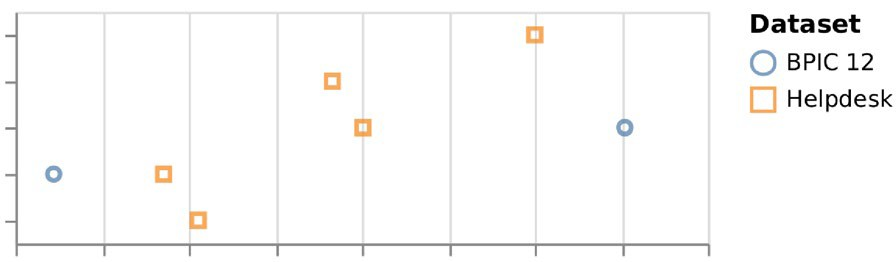 Dataset
BPIC 12
Helpdesk